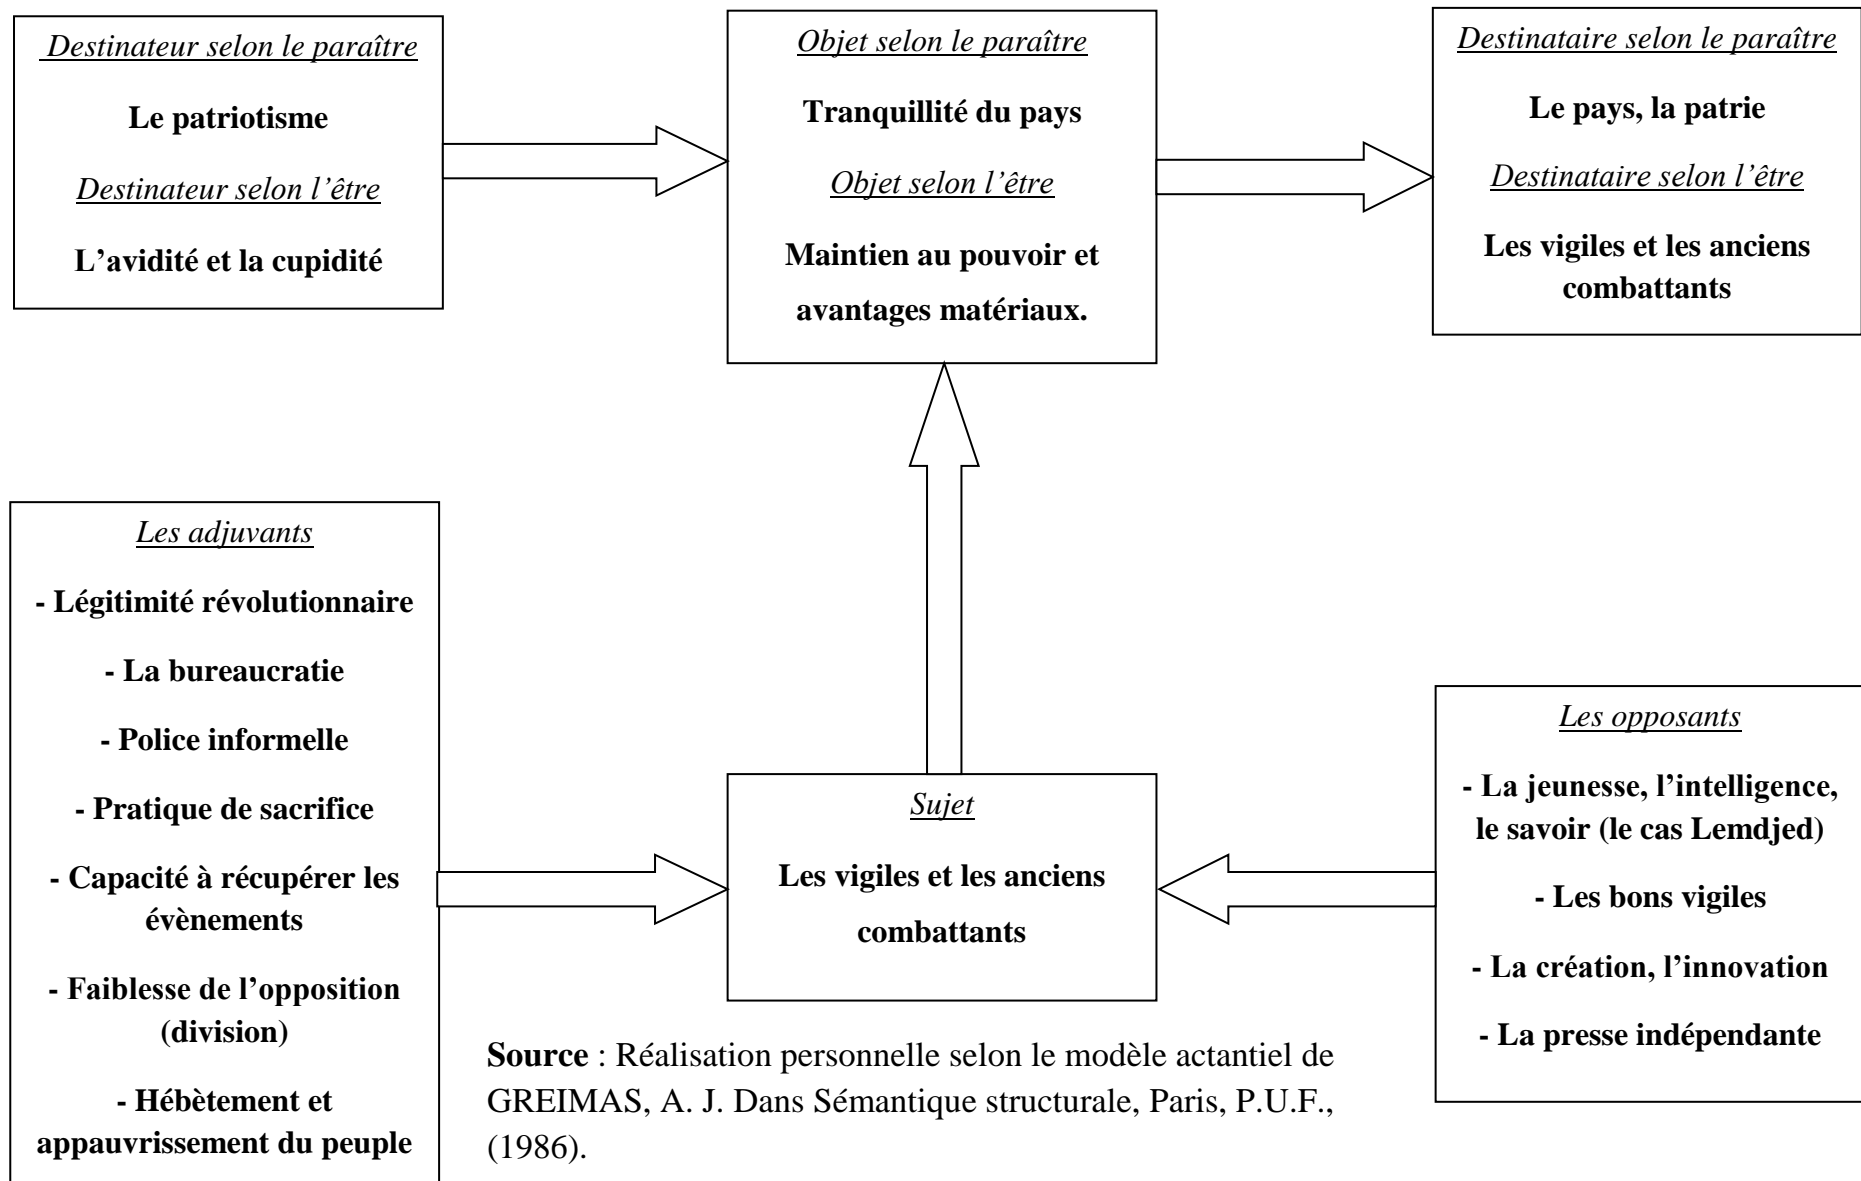 Destinateur selon le paraître
Le patriotisme
Destinateur selon l’être
L’avidité et la cupidité
Objet selon le paraître
Tranquillité du pays
Objet selon l’être
Maintien au pouvoir et
avantages matériaux.
Destinataire selon le paraître
Le pays, la patrie
Destinataire selon l’être
Les vigiles et les anciens
combattants
Les adjuvants
- Légitimité révolutionnaire
- La bureaucratie
- Police informelle
- Pratique de sacrifice
- Capacité à récupérer les
évènements
- Faiblesse de l’opposition
(division)
- Hébètement et
appauvrissement du peuple
Sujet
Les vigiles et les anciens
combattants
Les opposants
- La jeunesse, l’intelligence,
le savoir (le cas Lemdjed)
- Les bons vigiles
- La création, l’innovation
- La presse indépendante
Source : Réalisation personnelle selon le modèle actantiel de
GREIMAS, A. J. Dans Sémantique structurale, Paris, P.U.F.,
(1986).